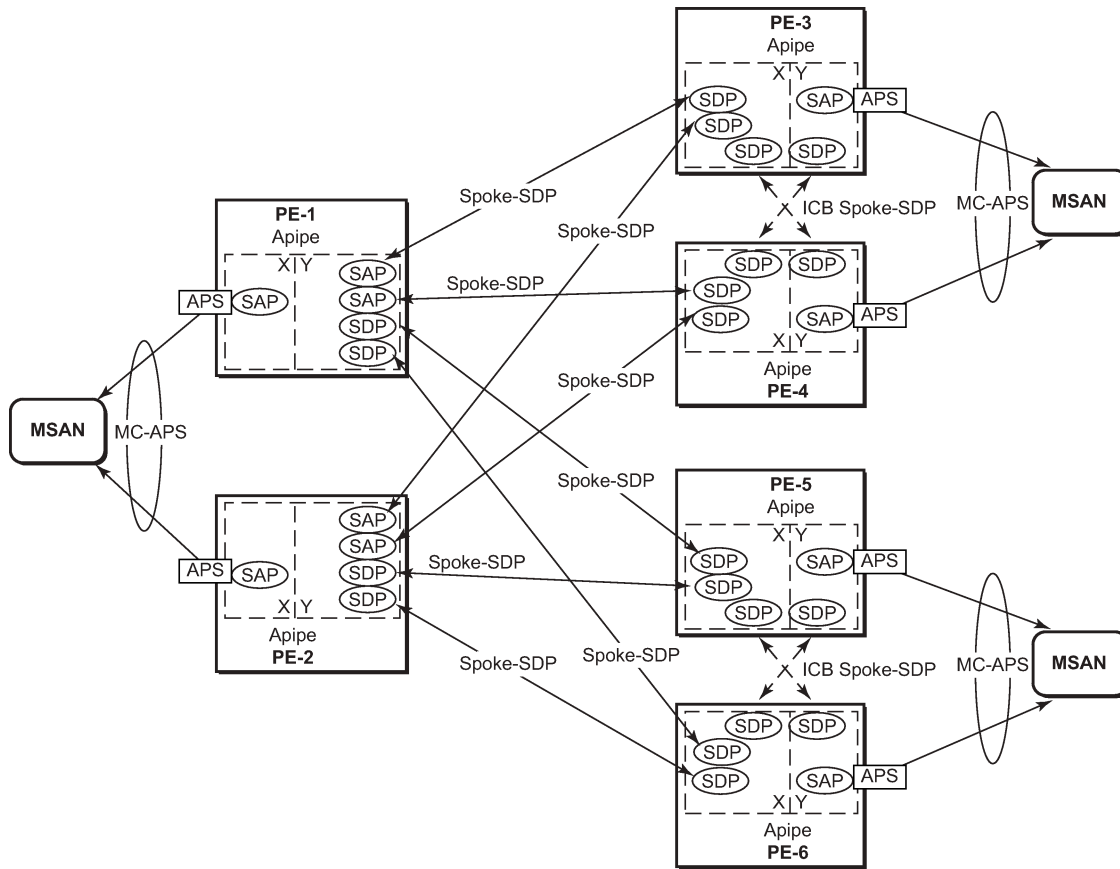 PE-3
Apipe
X Y
SDP
SAP
APS
SDP
SDP
SDP
Spoke-SDP
ICB Spoke-SDP
MC-APS
MSAN
Spoke-SDP
PE-1
Apipe
X Y
SAP
APS
SAP
SAP
SDP
SDP
Spoke-SDP
SDP
SDP
SDP
SDP
SAP
APS
X Y
Apipe
PE-4
Spoke-SDP
MSAN
MC-APS
Spoke-SDP
PE-5
Apipe
X Y
SDP
SAP
APS
SDP
SDP
SDP
SAP
SAP
SDP
SDP
APS
SAP
X Y
Apipe
PE-2
Spoke-SDP
Spoke-SDP
Spoke-SDP
ICB Spoke-SDP
MC-APS
MSAN
SDP
SDP
SDP
SDP
SAP
APS
X Y
Apipe
PE-6